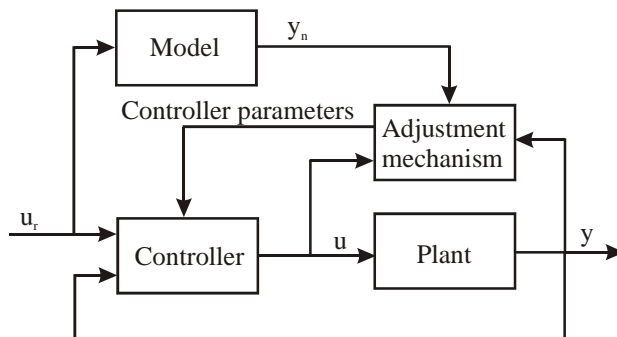 Model
yₙ
Controller parameters
Adjustment
mechanism
uᵣ
Controller
u
Plant
y